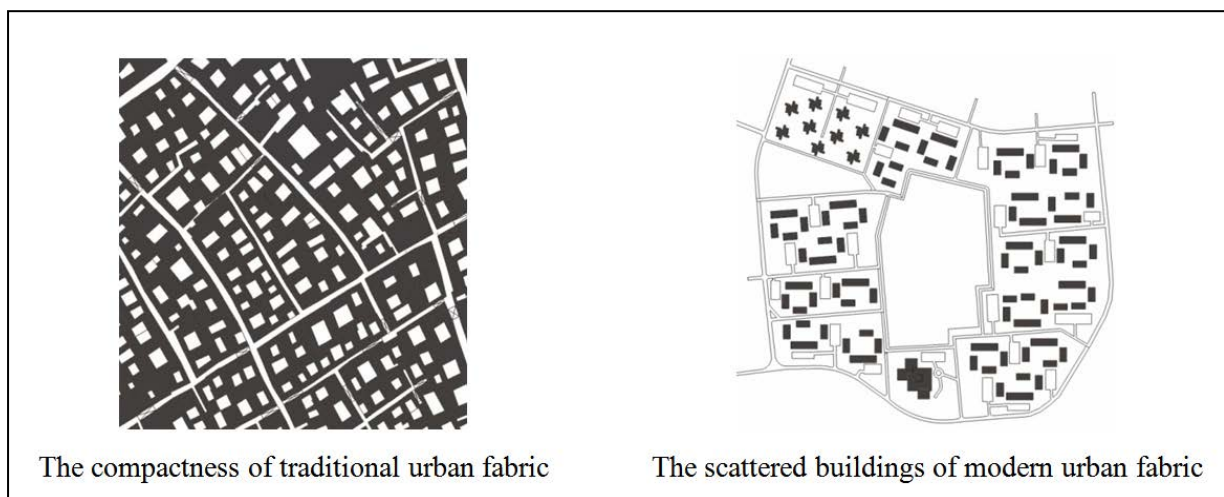 The compactness of traditional urban fabric
The scattered buildings of modern urban fabric